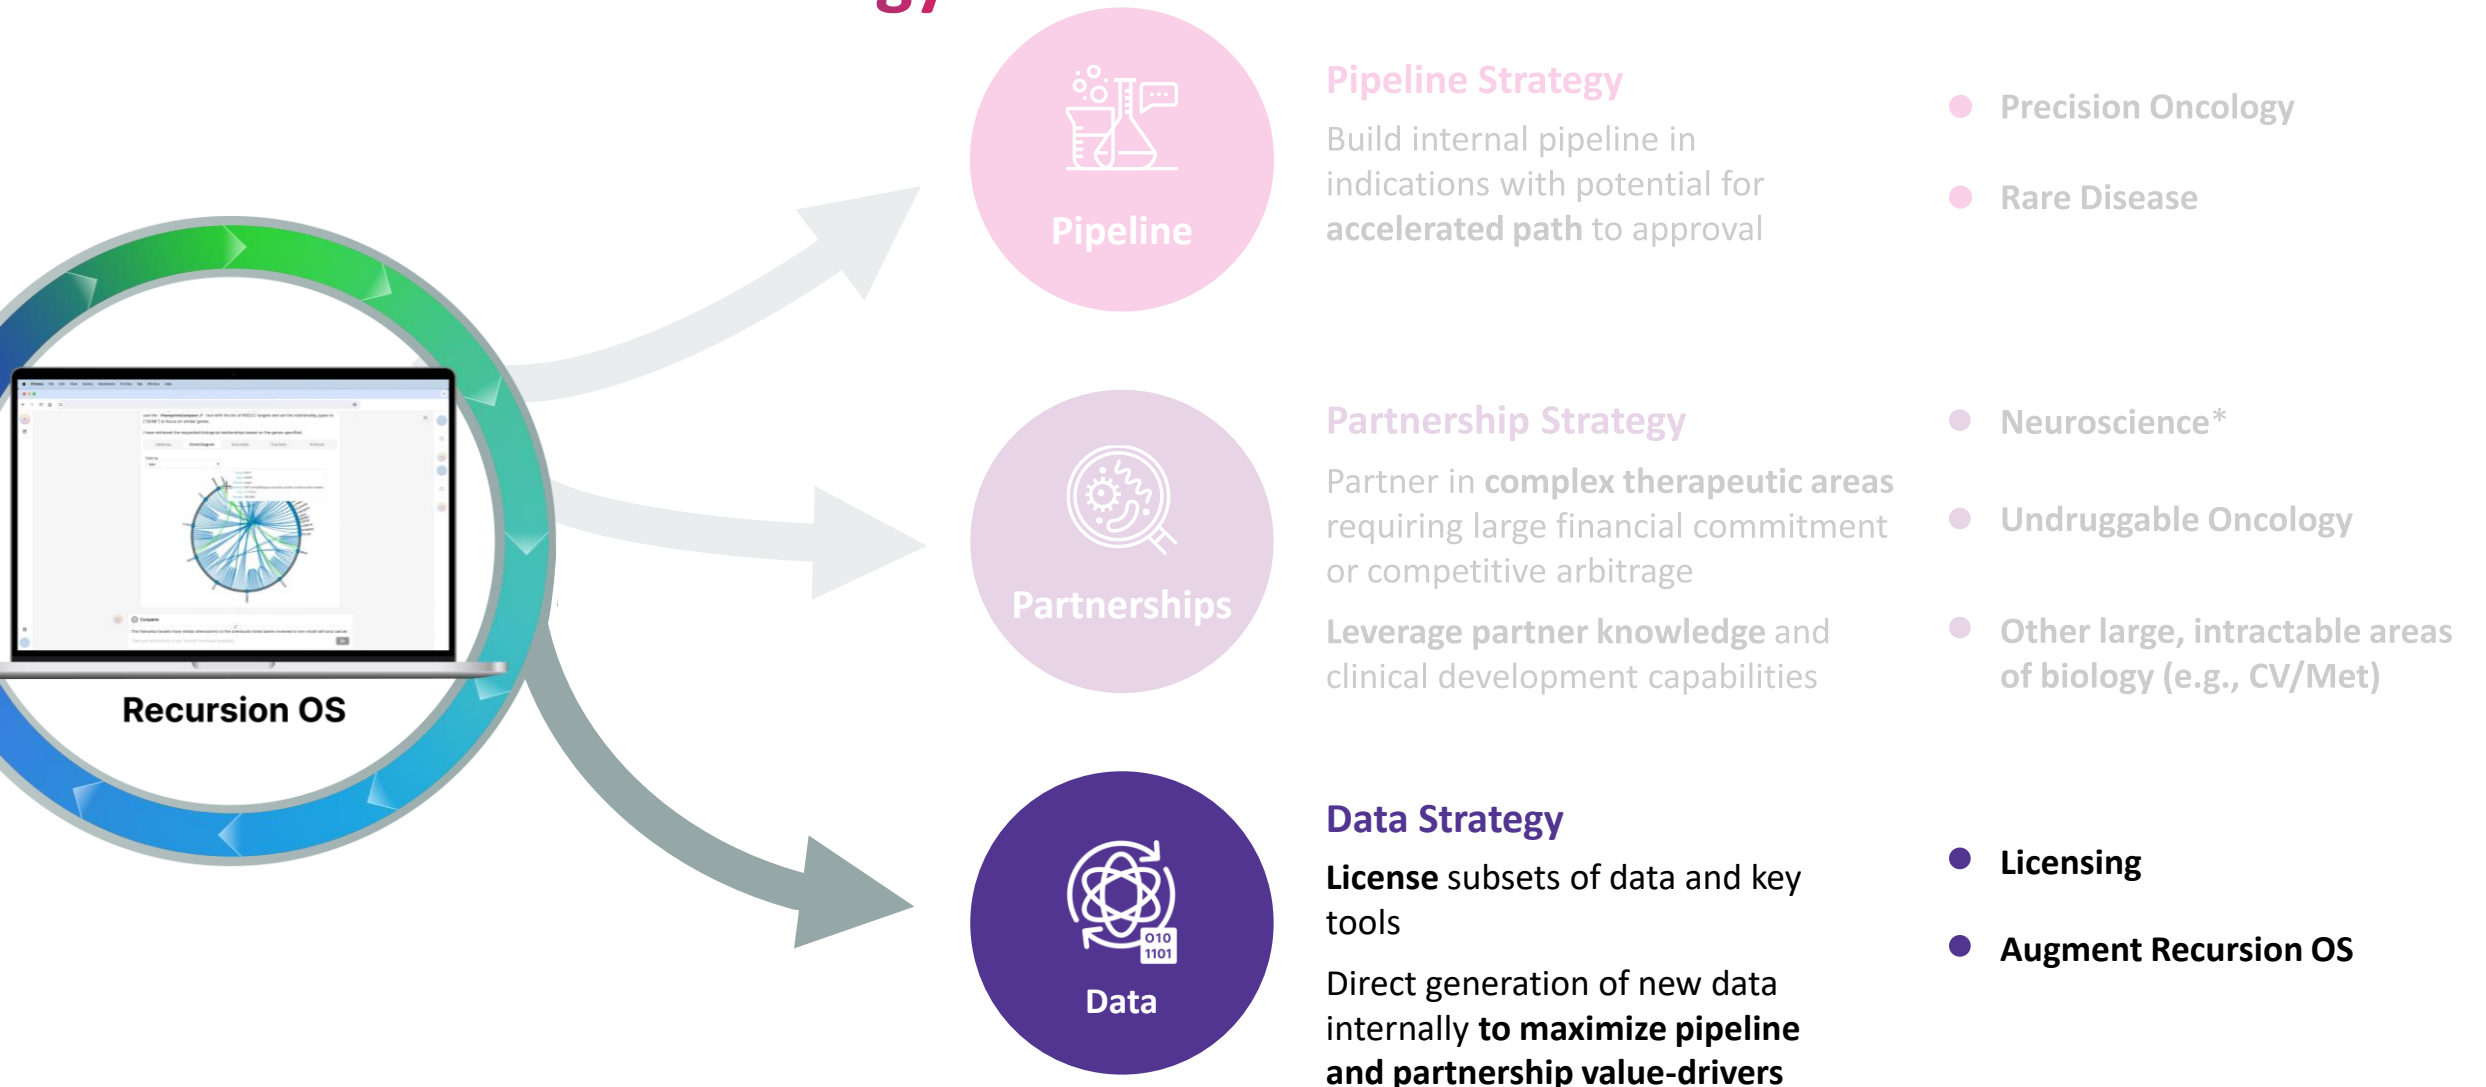 gy
Pipeline
Pipeline Strategy
Build internal pipeline in
indications with potential for
accelerated path to approval
Precision Oncology
Rare Disease
Complete
Recursion OS
Partnerships
Partnership Strategy
Partner in complex therapeutic areas
requiring large financial commitment
or competitive arbitrage
Leverage partner knowledge and
clinical development capabilities
Neuroscience*
Undruggable Oncology
Other large, intractable areas
of biology (e.g., CV/Met)
010
1101
Data
Data Strategy
License subsets of data and key
tools
Direct generation of new data
internally to maximize pipeline
and partnership value-drivers
Licensing
Augment Recursion OS